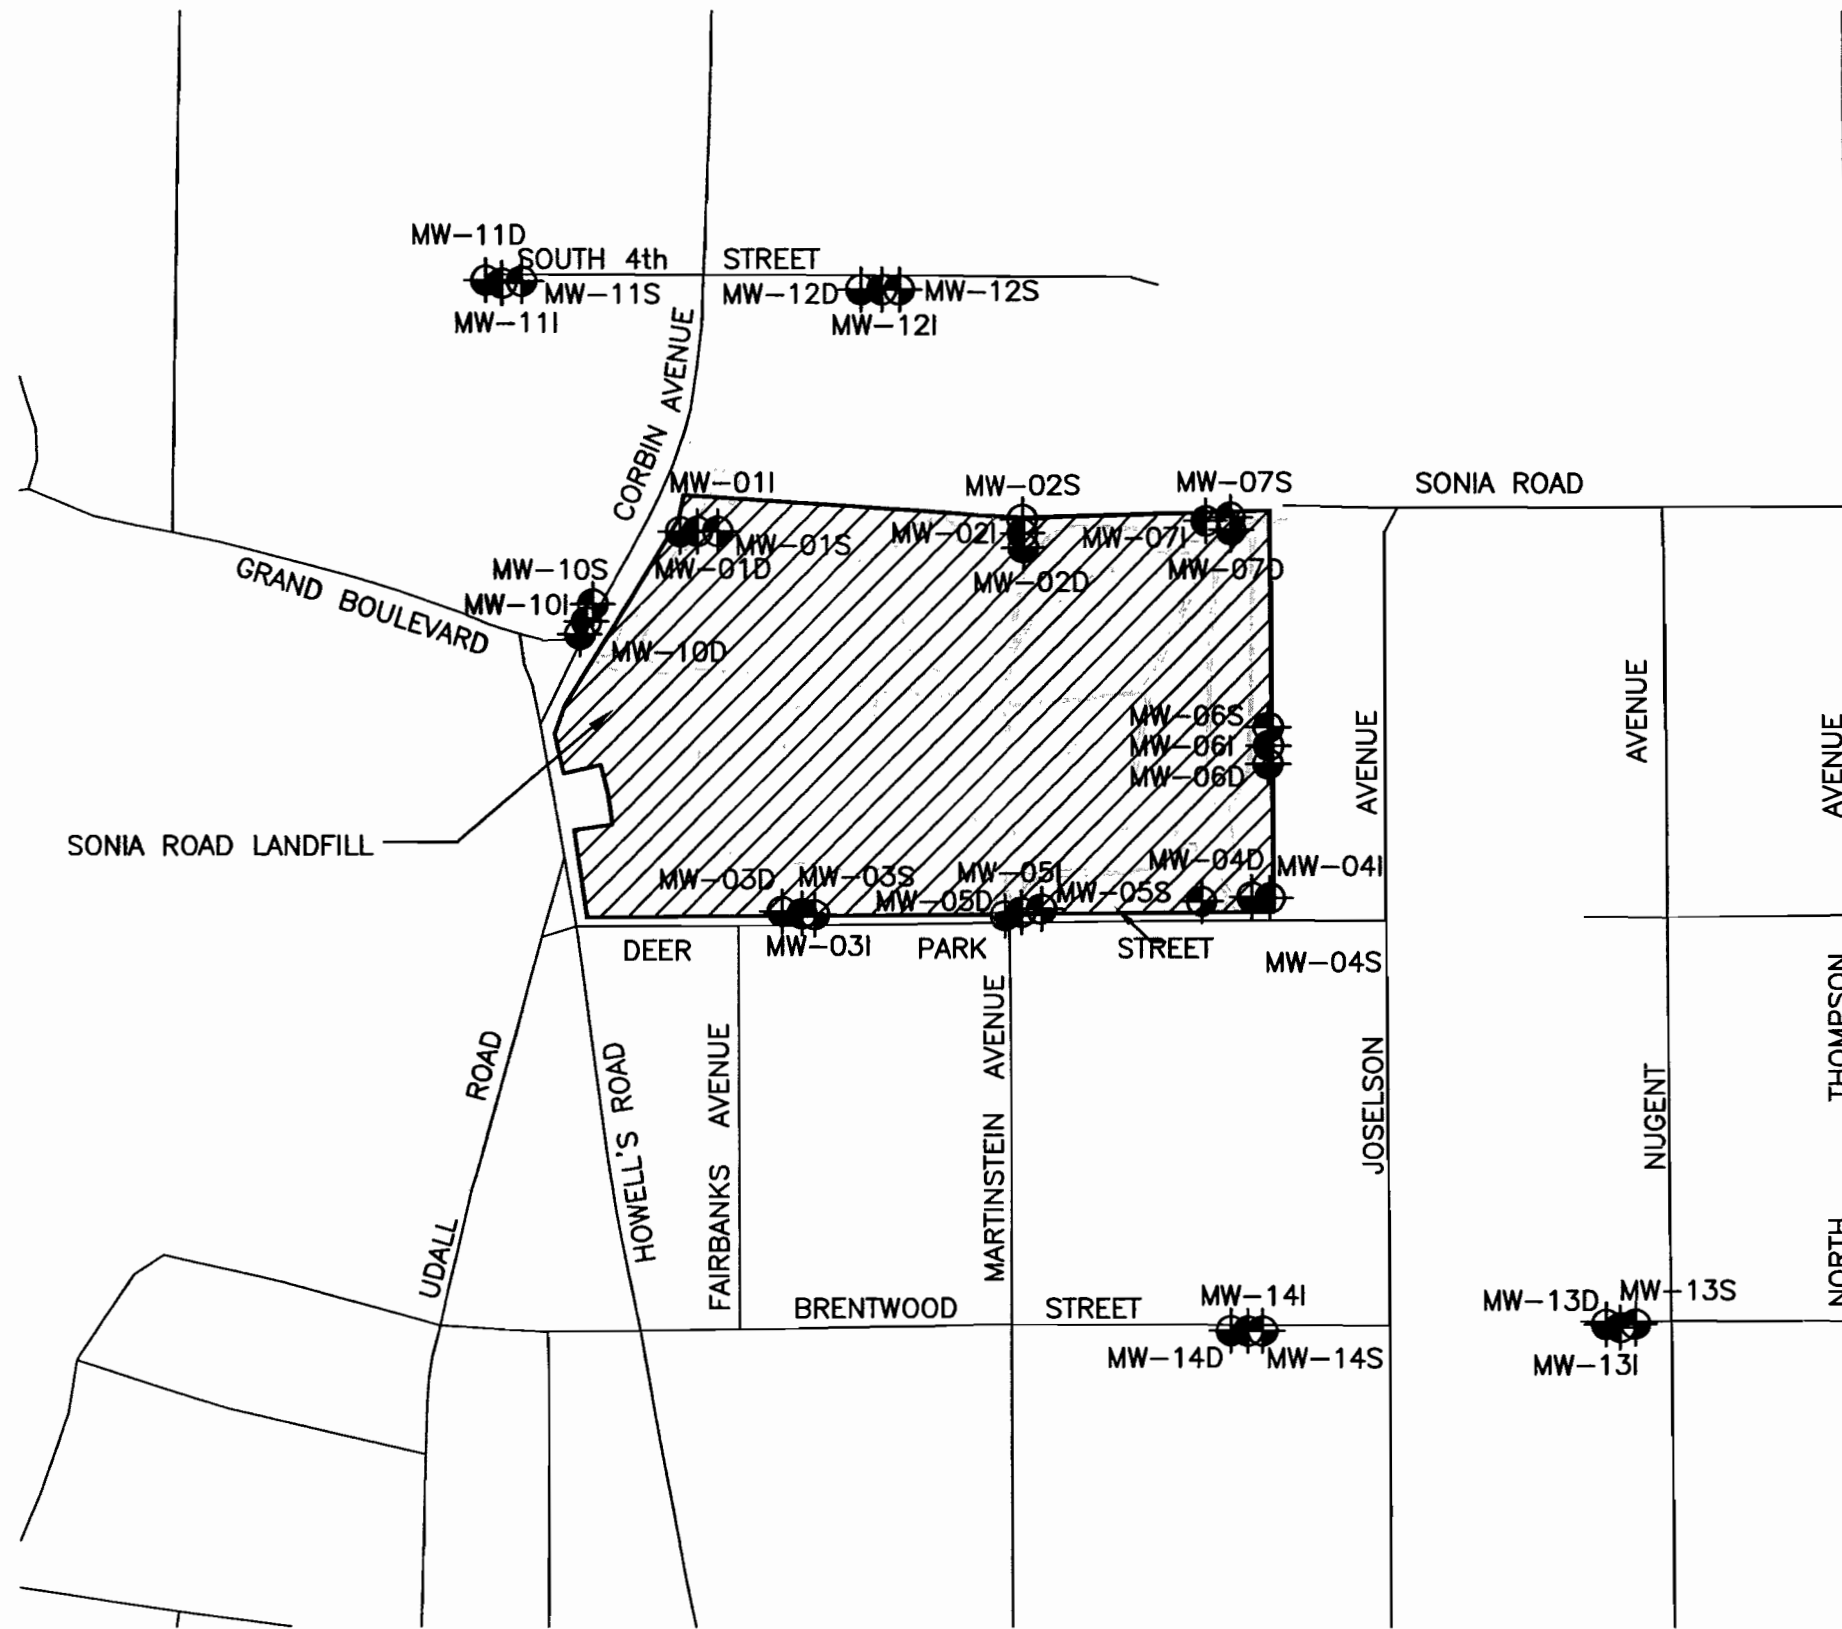 MW-11D
SOUTH 4th STREET
MW-11S
MW-11I
MW-12D
MW-12S
MW-12I
CORBIN AVENUE
MW-01I
MW-02S
MW-07S
SONIA ROAD
MW-01S
MW-02I
MW-07I
MW-01D
MW-02D
MW-07D
GRAND BOULEVARD
MW-10S
MW-10I
MW-10D
MW-06S
MW-06I
MW-06D
AVENUE
AVENUE
AVENUE
SONIA ROAD LANDFILL
MW-03D
MW-03S
MW-05I
MW-05D
MW-05S
MW-04D
MW-04I
DEER PARK STREET
MW-03I
MW-04S
UDALL ROAD
HOWELL'S ROAD
FAIRBANKS AVENUE
MARTINSTEIN AVENUE
JOSELSON
NUGENT
NORTH THOMPSON
BRENTWOOD STREET
MW-14I
MW-14D
MW-14S
MW-13D
MW-13S
MW-13I